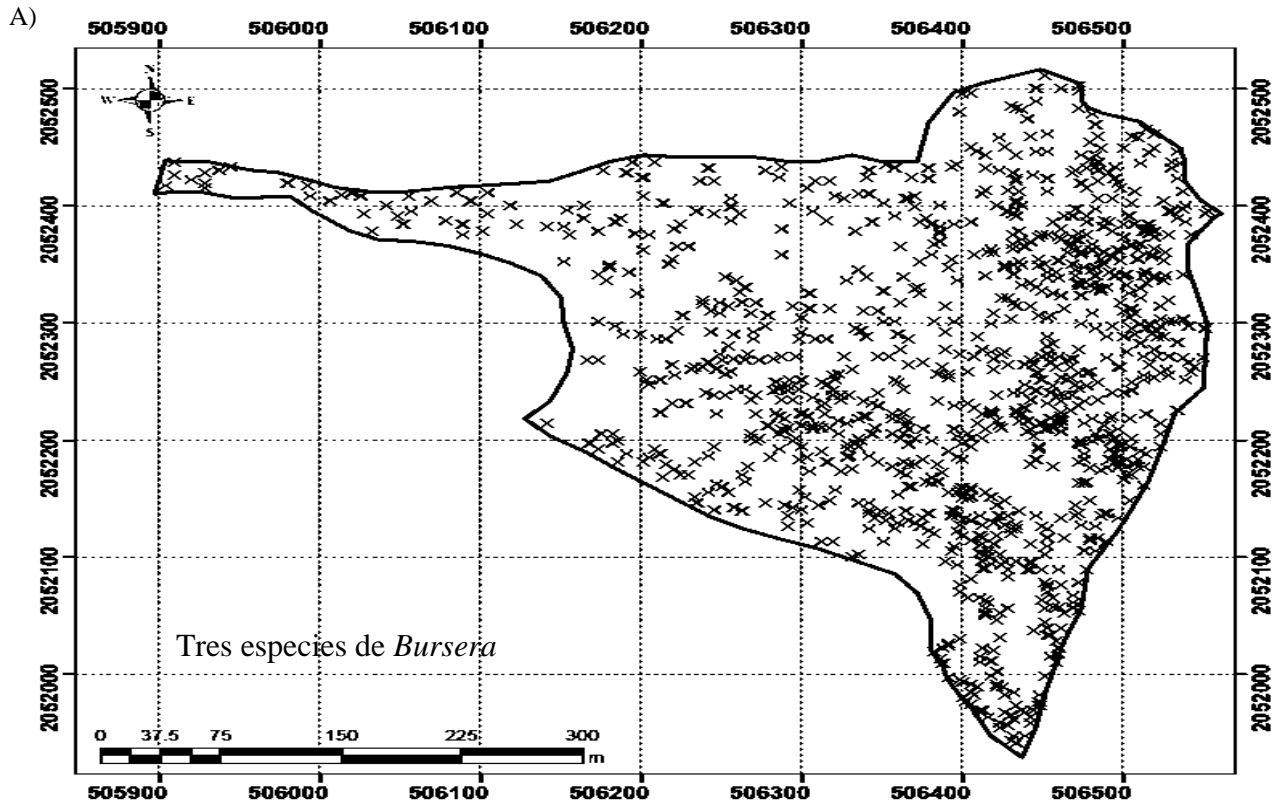 A)
505900 506000 506100 506200 506300 506400 506500
N
W E
S
2052500 2052500
2052400 2052400
2052300 2052300
2052200 2052200
2052100 2052100
Tres especies de Bursera
2052000 2052000
0 37.5 75 150 225 300
m
505900 506000 506100 506200 506300 506400 506500